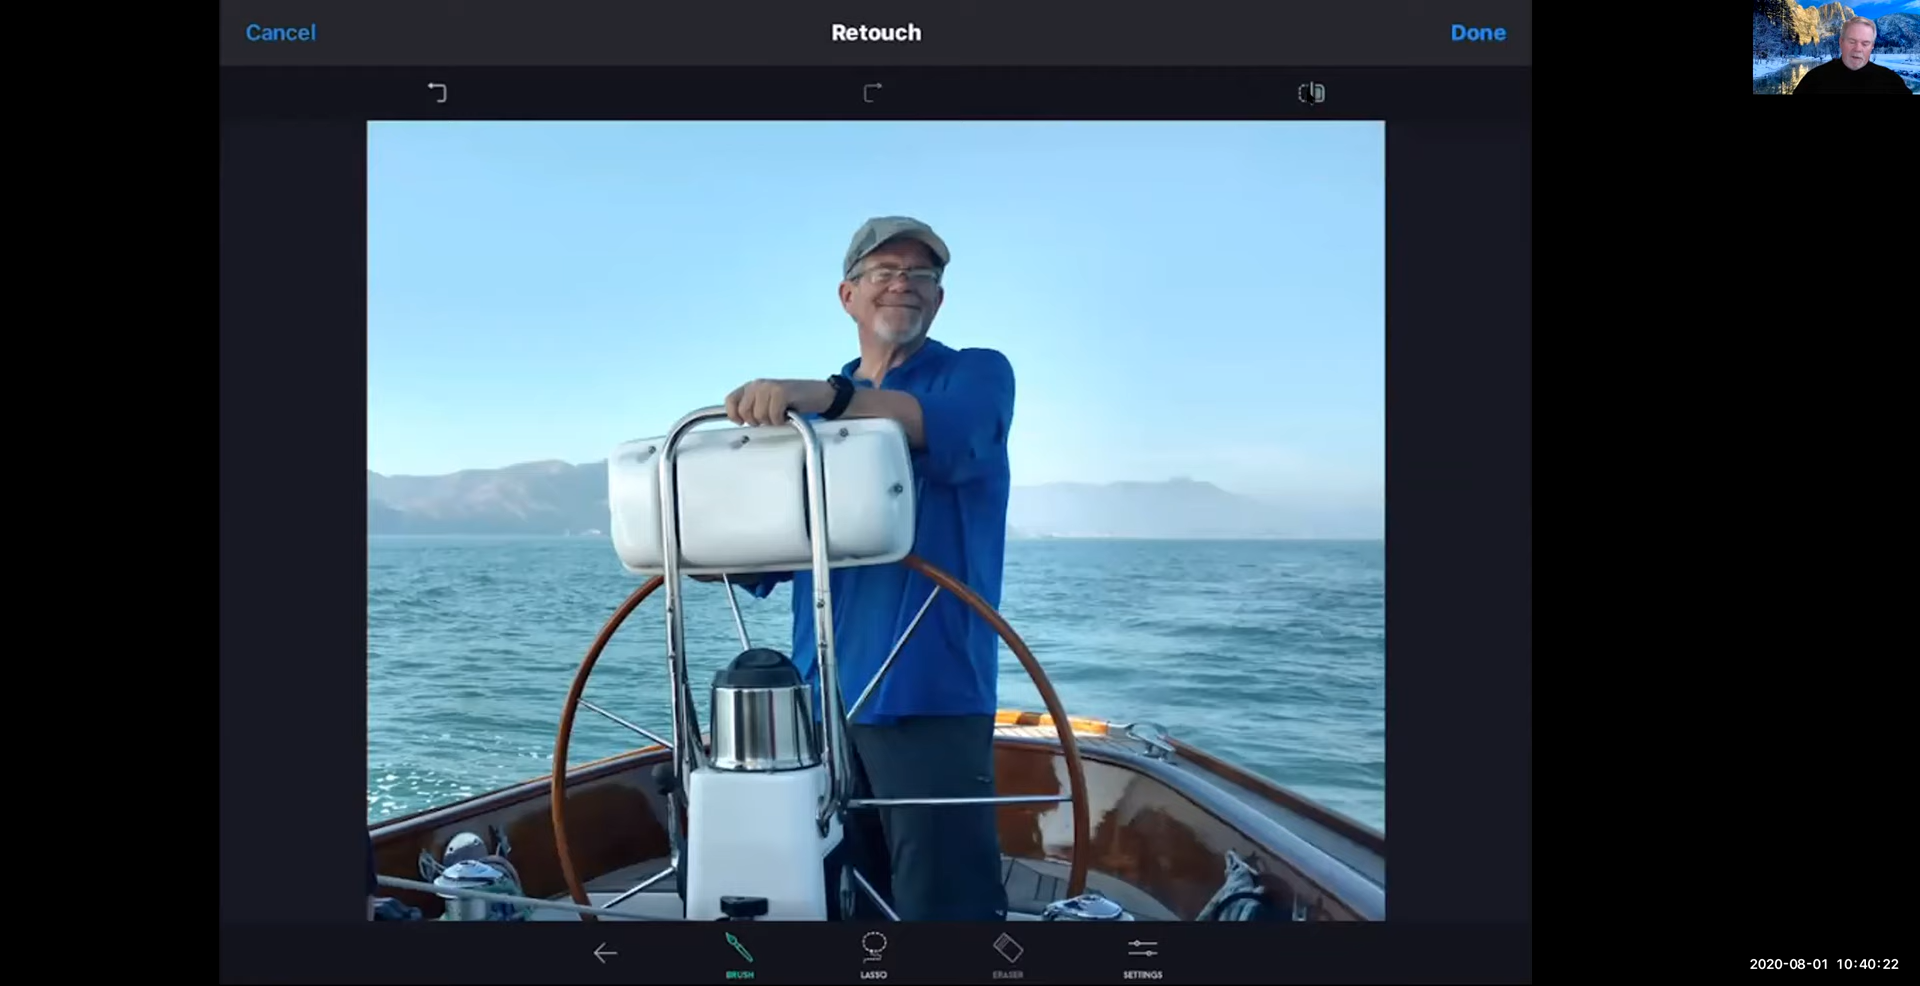 Cancel
Retouch
Done
BRUSH
LASSO
ERASER
SETTINGS
2020-08-01 10:40:22